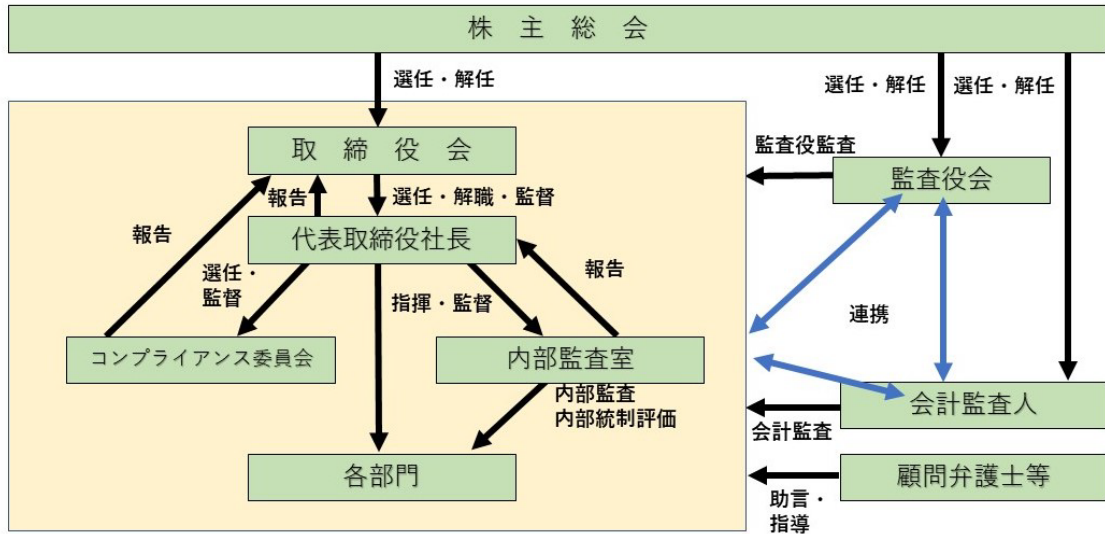 株　主　総　会
選任・解任
選任・解任
選任・解任
取　締　役　会
監査役監査
監査役会
報告
選任・解職・監督
報告
代表取締役社長
報告
選任・
監督
指揮・監督
連携
コンプライアンス委員会
内部監査室
内部監査
内部統制評価
会計監査人
会計監査
各部門
顧問弁護士等
助言・
指導